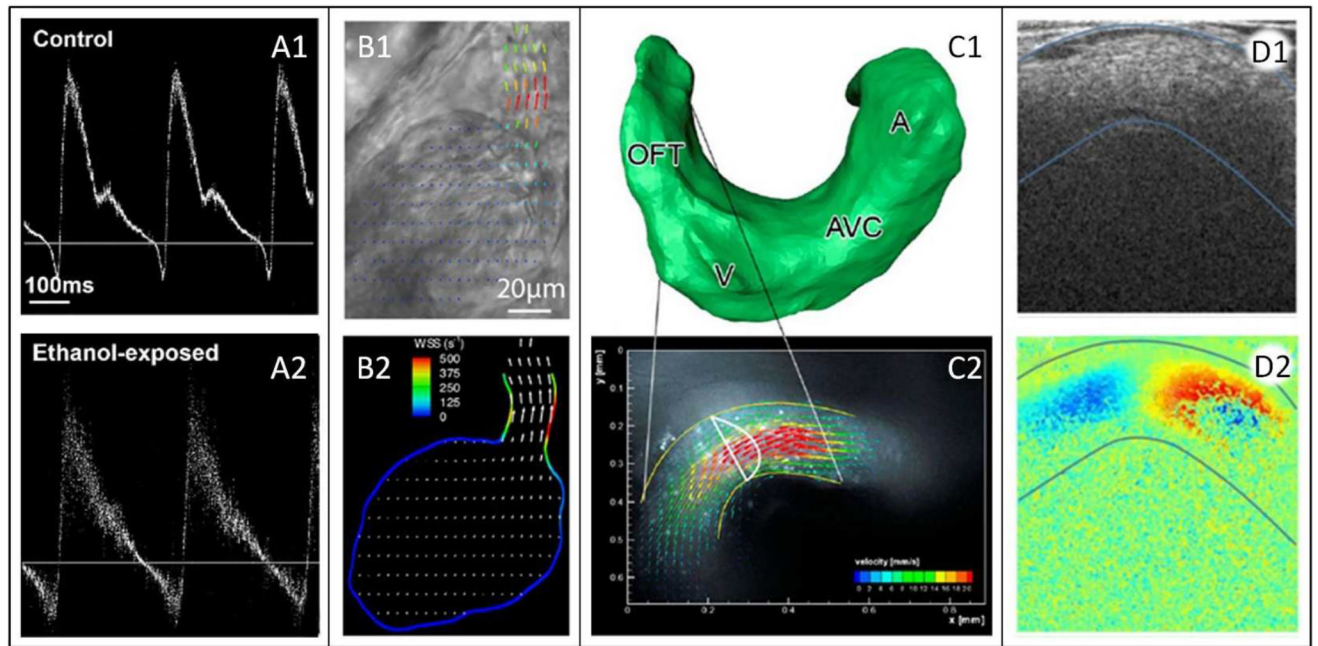 Control
A1
100ms
Ethanol-exposed
A2
B1
20μm
WSS (s⁻¹)
500
375
250
125
0
B2
C1
A
OFT
AVC
V
C2
0
0.1
0.2
0.3
0.4
0.5
0.6
y [mm]
velocity [mm/s]
0 2 4 6 8 10 12 14 16 18 20
0 0.2 0.4 0.6 0.8
x [mm]
D1
D2